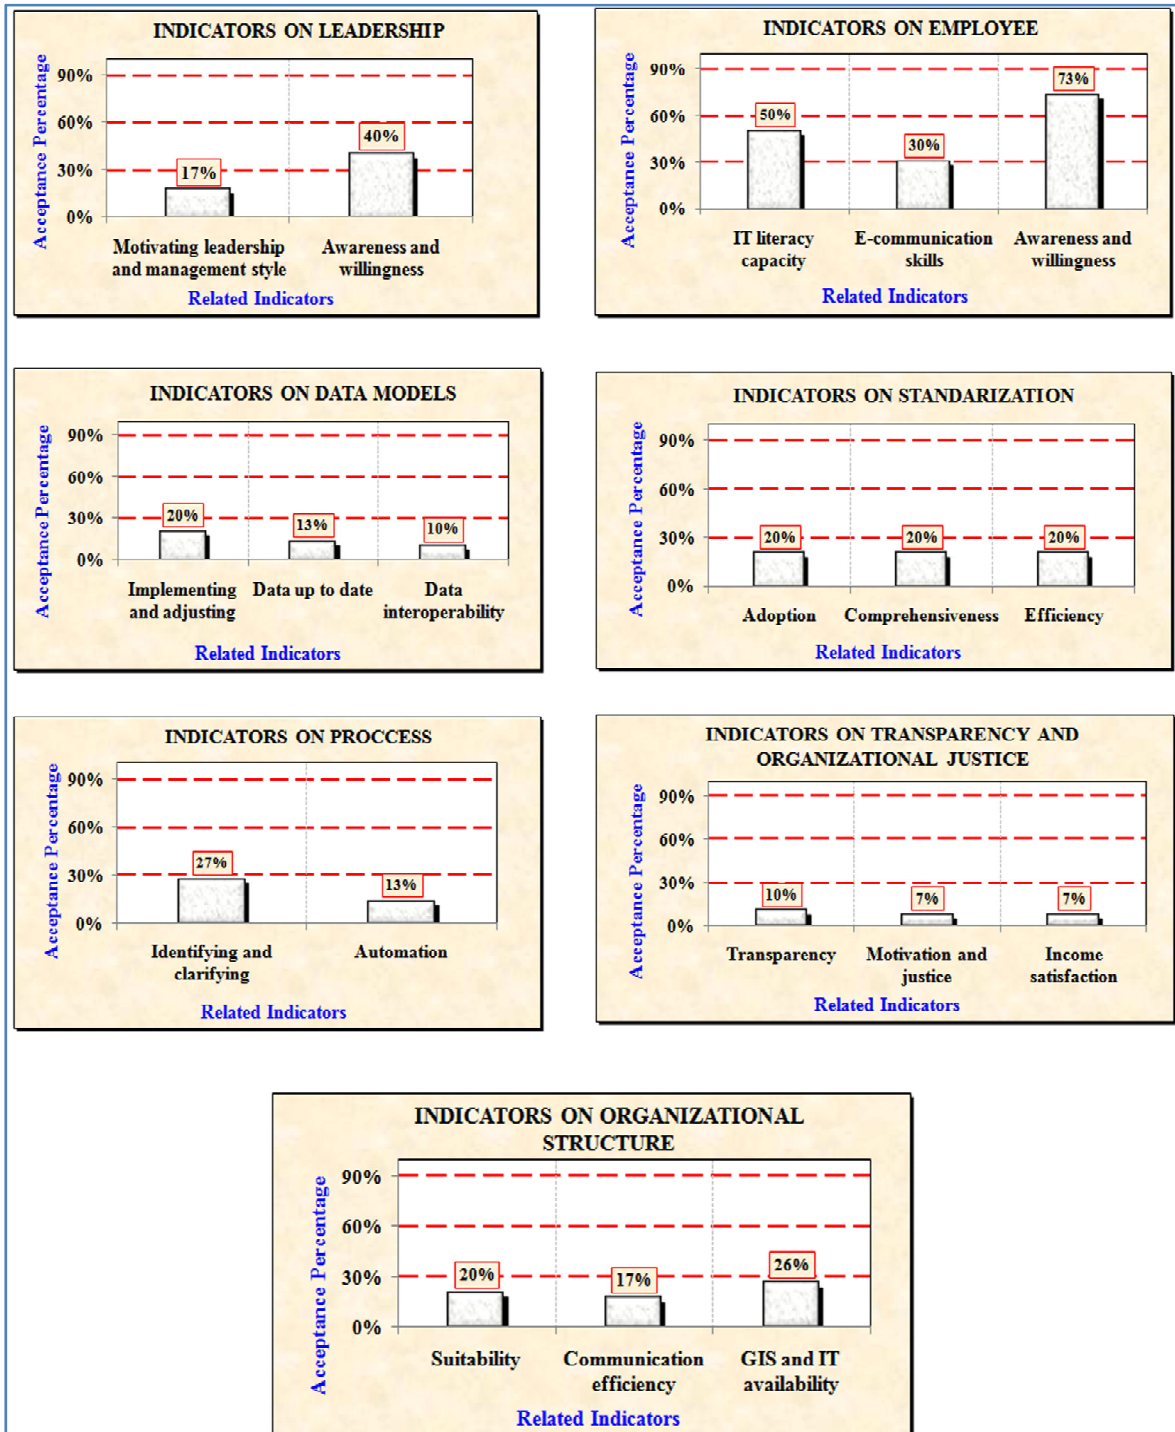 INDICATORS ON LEADERSHIP
Acceptance Percentage
90%
60%
30%
0%
17%
40%
Motivating leadership
and management style
Awareness and
willingness
Related Indicators
INDICATORS ON EMPLOYEE
Acceptance Percentage
90%
60%
30%
0%
50%
30%
73%
IT literacy
capacity
E-communication
skills
Awareness and
willingness
Related Indicators
INDICATORS ON DATA MODELS
Acceptance Percentage
90%
60%
30%
0%
20%
13%
10%
Implementing
and adjusting
Data up to date
Data
interoperability
Related Indicators
INDICATORS ON STANDARIZATION
Acceptance Percentage
90%
60%
30%
0%
20%
20%
20%
Adoption
Comprehensiveness
Efficiency
Related Indicators
INDICATORS ON PROCCESS
Acceptance Percentage
90%
60%
30%
0%
27%
13%
Identifying and
clarifying
Automation
Related Indicators
INDICATORS ON TRANSPARENCY AND
ORGANIZATIONAL JUSTICE
Acceptance Percentage
90%
60%
30%
0%
10%
7%
7%
Transparency
Motivation and
justice
Income
satisfaction
Related Indicators
INDICATORS ON ORGANIZATIONAL
STRUCTURE
Acceptance Percentage
90%
60%
30%
0%
20%
17%
26%
Suitability
Communication
efficiency
GIS and IT
availability
Related Indicators